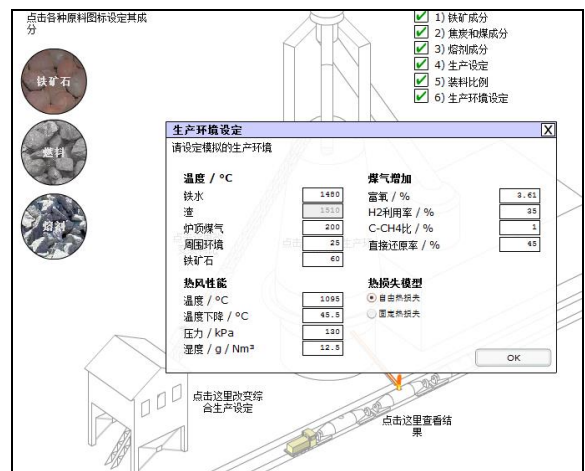 点击各种原料图标设定其成
分
铁矿石
燃料
熔剂
1) 铁矿成分
2) 焦炭和煤成分
3) 熔剂成分
4) 生产设定
5) 装料比例
6) 生产环境设定
生产环境设定 X
请设定模拟的生产环境
温度 / °C
铁水 1480
渣 1510
炉顶煤气 200
周围环境 25
铁矿石 60
热风性能
温度 / °C 1095
温度下降 / °C 45.5
压力 / kPa 130
湿度 / g / Nm³ 12.5
煤气增加
富氧 / % 3.61
H2利用率 / % 35
C-CH4比 / % 1
直接还原率 / % 45
热损失模型
自由热损失
固定热损失
OK
点击这里改变综
合生产设定
点击这里查看结
果